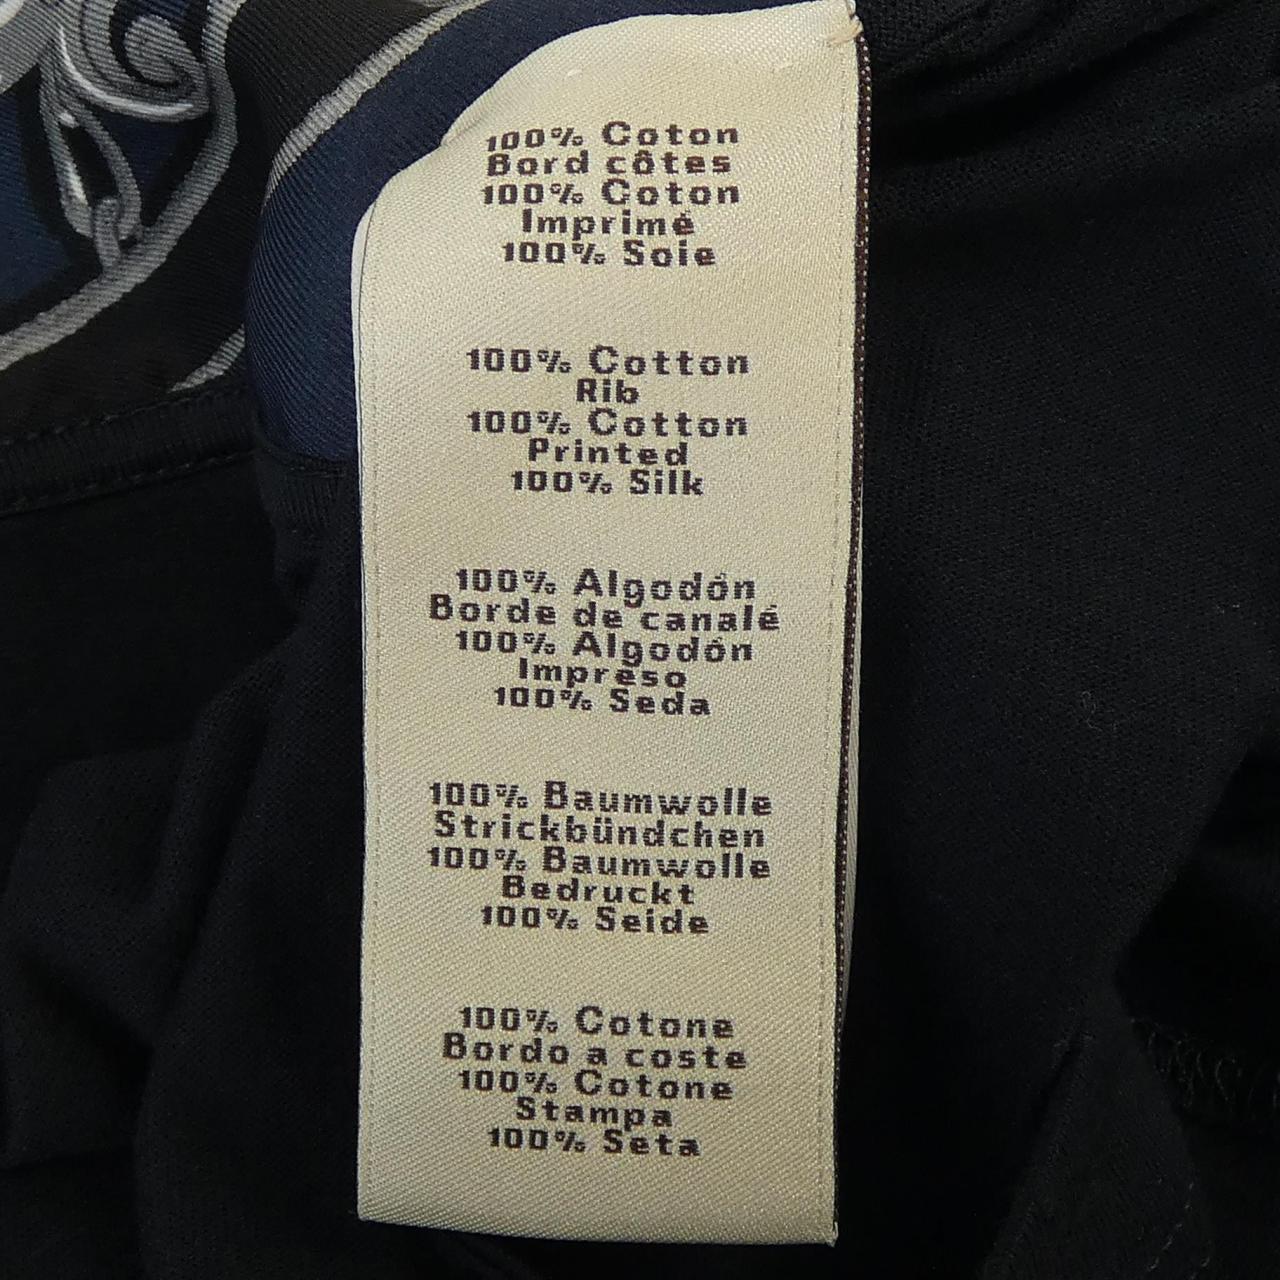 100% Coton
Bord côtes
100% Coton
Imprimé
100% Soie
100% Cotton
Rib
100% Cotton
Printed
100% Silk
100% Algodón
Borde de canalé
100% Algodón
Impreso
100% Seda
100% Baumwolle
Strickbündchen
100% Baumwolle
Bedruckt
100% Seide
100% Cotone
Bordo a coste
100% Cotone
Stampa
100% Seta